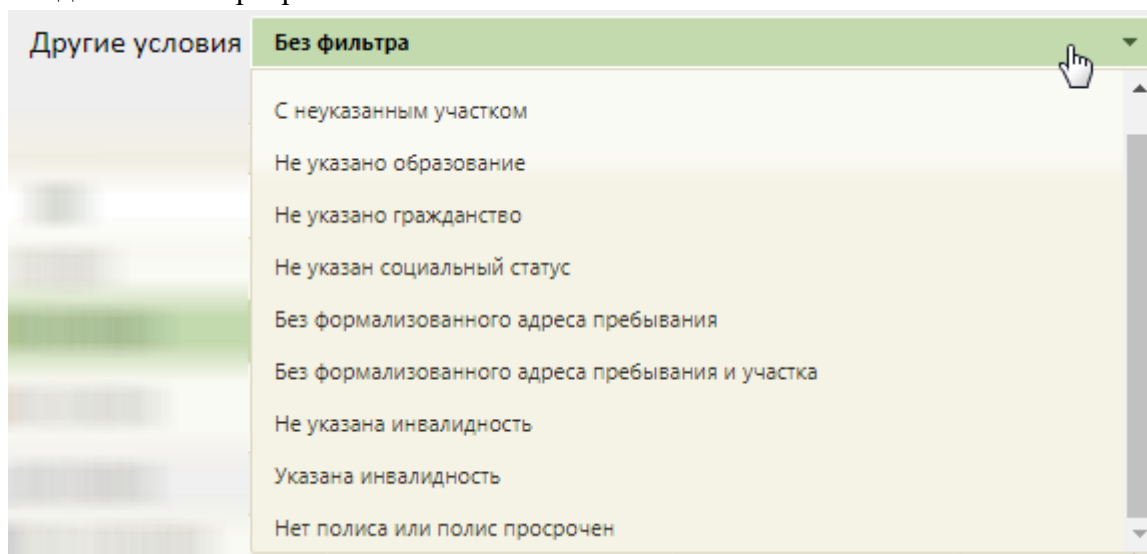 Другие условия Без фильтра
С неуказанным участком
Не указано образование
Не указано гражданство
Не указан социальный статус
Без формализованного адреса пребывания
Без формализованного адреса пребывания и участка
Не указана инвалидность
Указана инвалидность
Нет полиса или полис просрочен